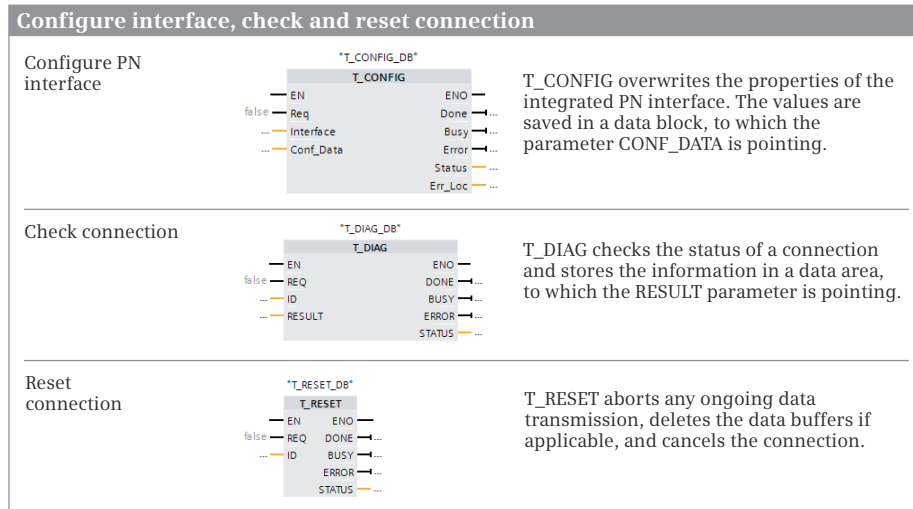 Configure interface, check and reset connection
Configure PN
interface
"T_CONFIG_DB"
T_CONFIG
EN ENO
false Req Done ...
... Interface Busy ...
... Conf_Data Error ...
Status ...
Err_Loc ...
T_CONFIG overwrites the properties of the
integrated PN interface. The values are
saved in a data block, to which the
parameter CONF_DATA is pointing.
Check connection
"T_DIAG_DB"
T_DIAG
EN ENO
false REQ DONE ...
... ID BUSY ...
... RESULT ERROR ...
STATUS ...
T_DIAG checks the status of a connection
and stores the information in a data area,
to which the RESULT parameter is pointing.
Reset
connection
"T_RESET_DB"
T_RESET
EN ENO
false REQ DONE ...
... ID BUSY ...
ERROR ...
STATUS ...
T_RESET aborts any ongoing data
transmission, deletes the data buffers if
applicable, and cancels the connection.